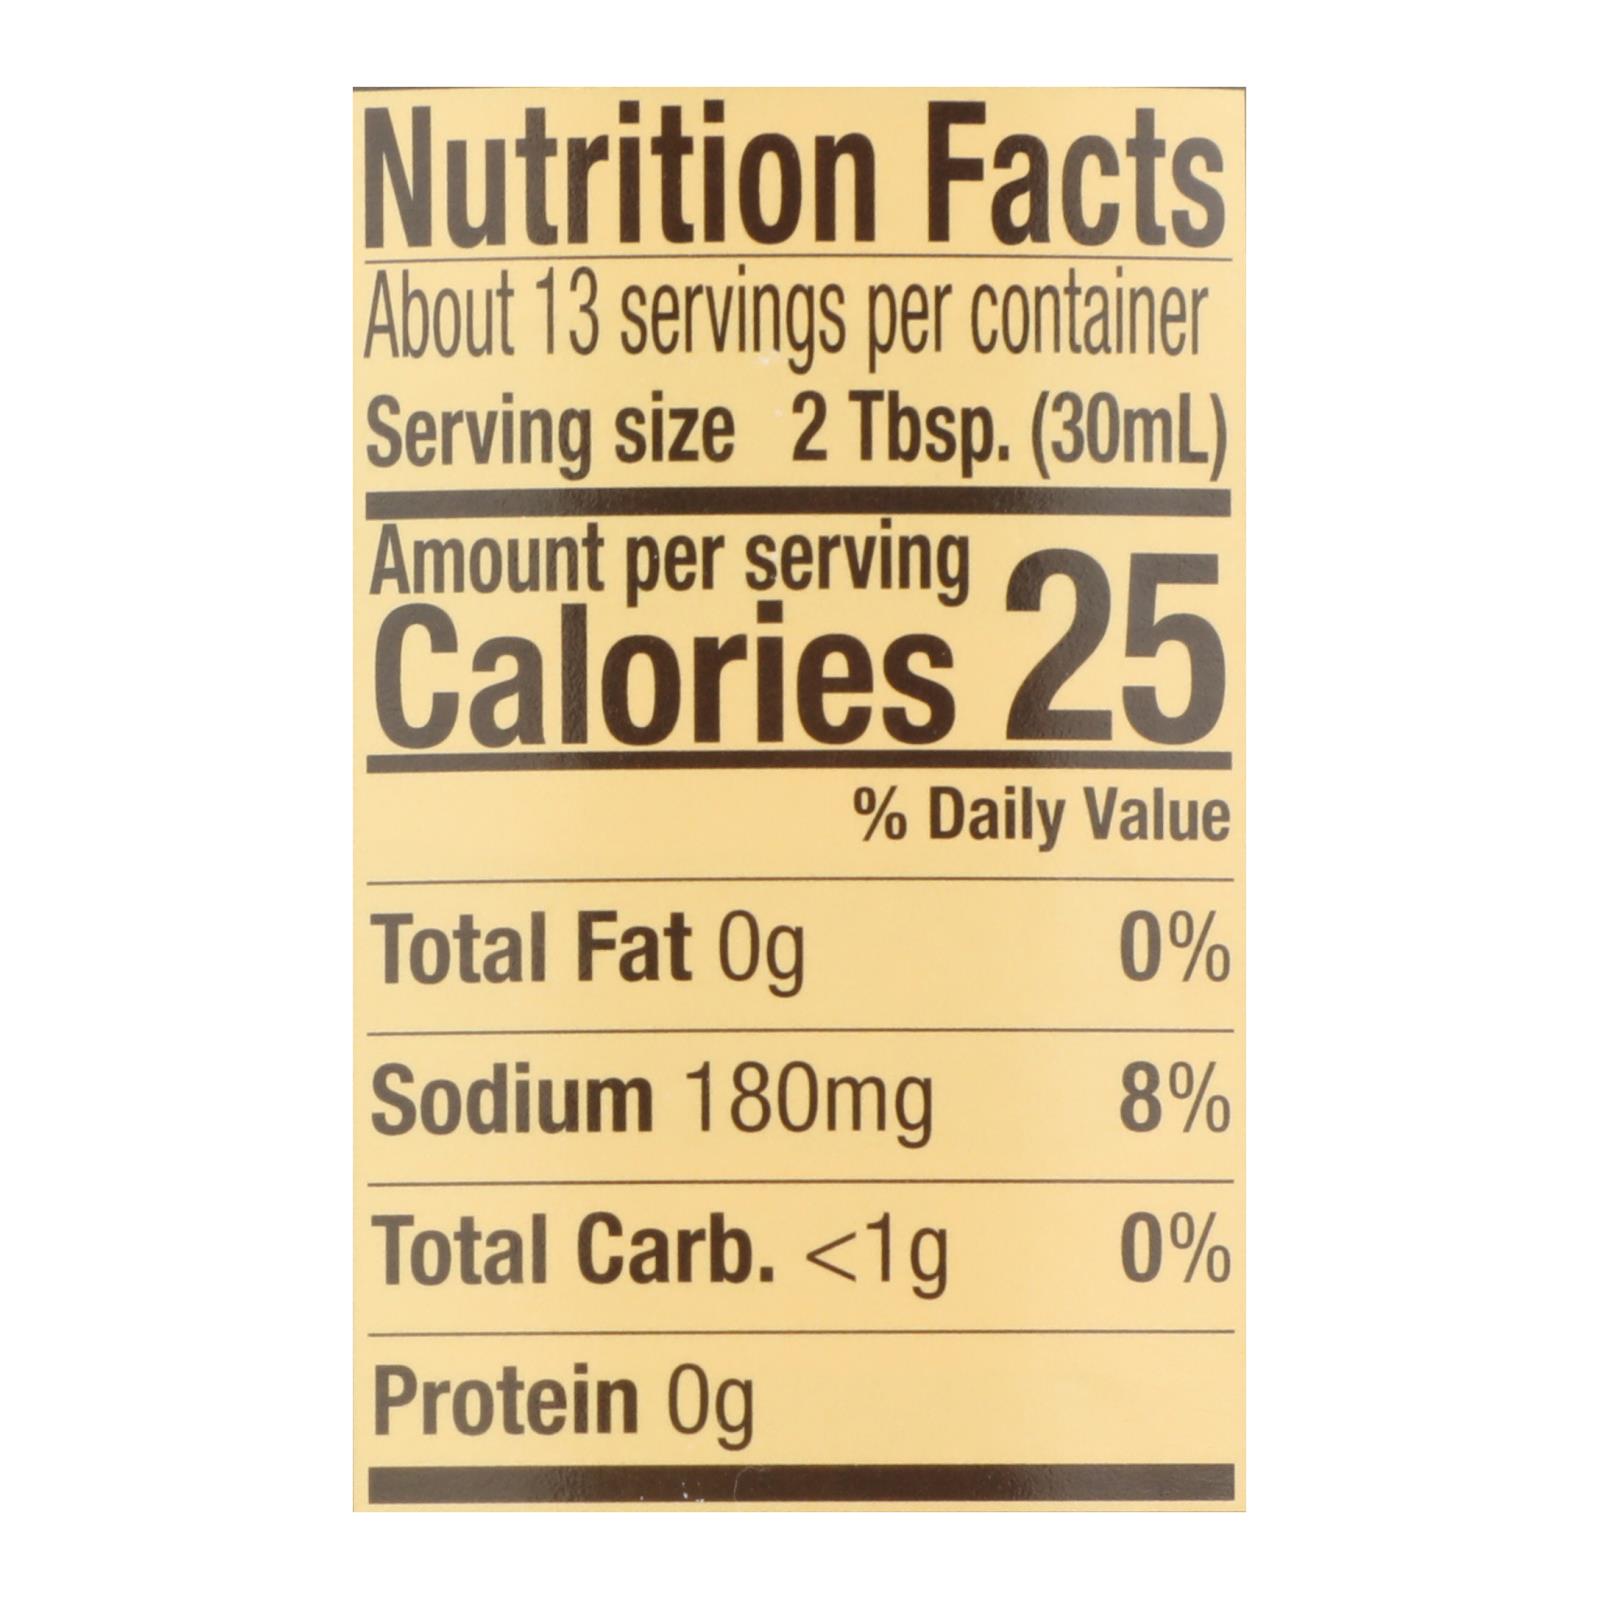 Nutrition Facts
About 13 servings per container
Serving size 2 Tbsp. (30mL)
Amount per serving
Calories 25
% Daily Value
Total Fat 0g 0%
Sodium 180mg 8%
Total Carb. <1g 0%
Protein 0g